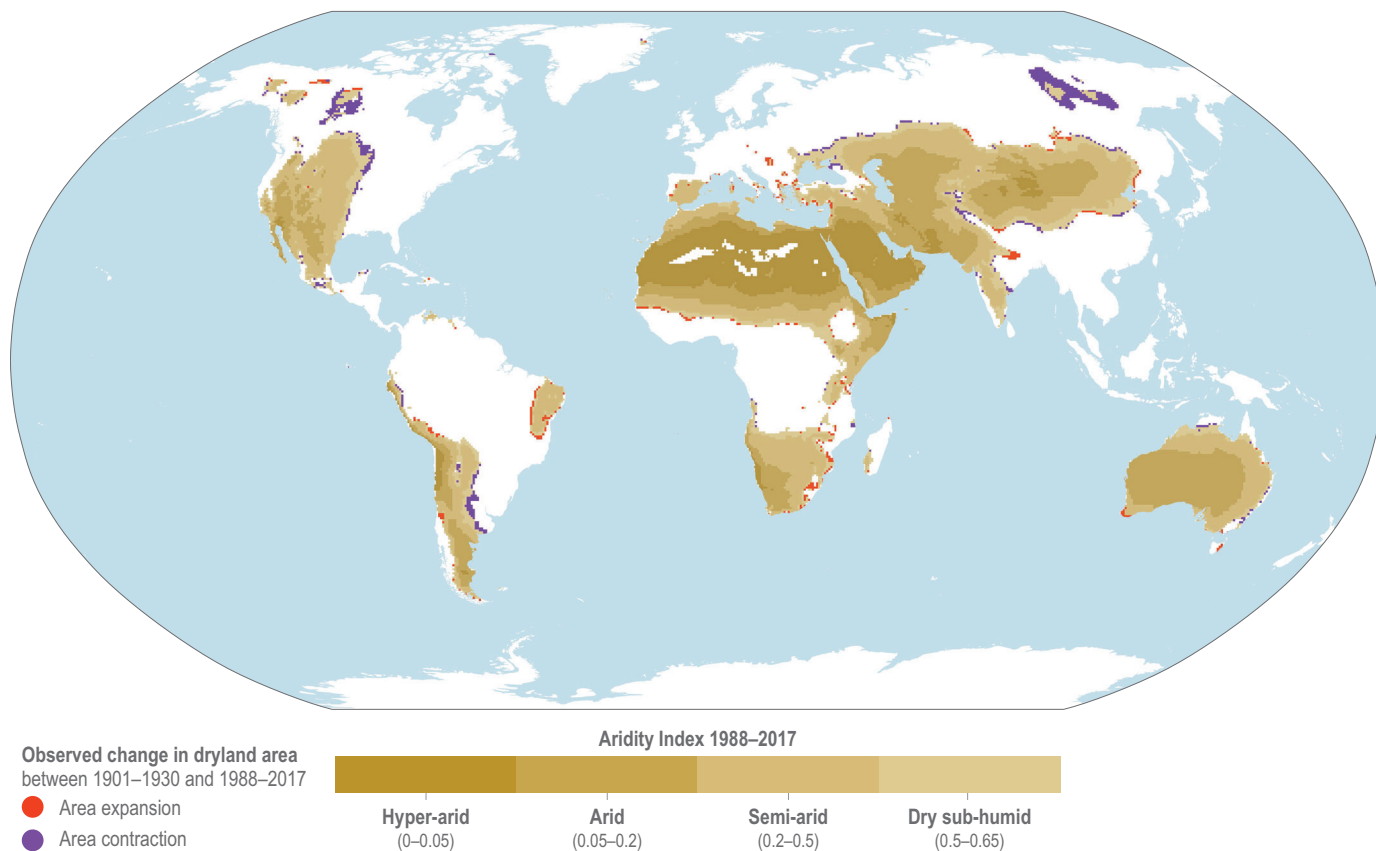 Observed change in dryland area
between 1901–1930 and 1988–2017
Area expansion
Area contraction
Aridity Index 1988–2017
Hyper-arid
(0–0.05)
Arid
(0.05–0.2)
Semi-arid
(0.2–0.5)
Dry sub-humid
(0.5–0.65)